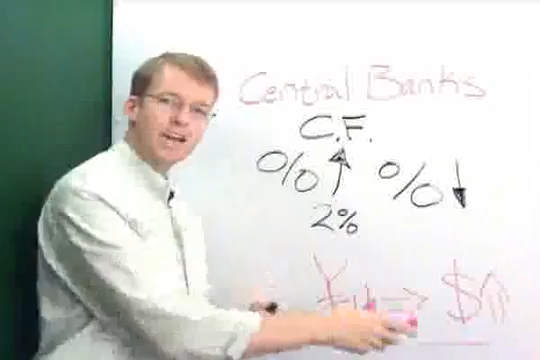 Central Banks
C.F.
%↑ %↓
2%
¥↓ → $↑